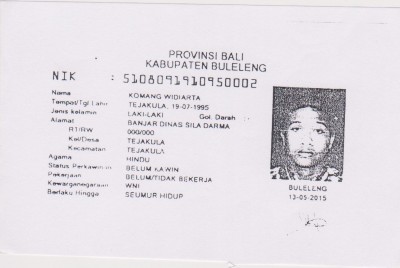 PROVINSI BALI
KABUPATEN BULELENG
NIK : 5108091910950002
Nama KOMANG WIDIARTA
Tempat/Tgl Lahir TEJAKULA, 19-07-1995
Jenis kelamin LAKI-LAKI Gol. Darah
Alamat BANJAR DINAS SILA DARMA
RT/RW 000/000
Kel/Desa TEJAKULA
Kecamatan TEJAKULA
Agama HINDU
Status Perkawinan BELUM KAWIN
Pekerjaan BELUM/TIDAK BEKERJA
Kewarganegaraan WNI
Berlaku Hingga SEUMUR HIDUP
BULELENG
13-05-2015